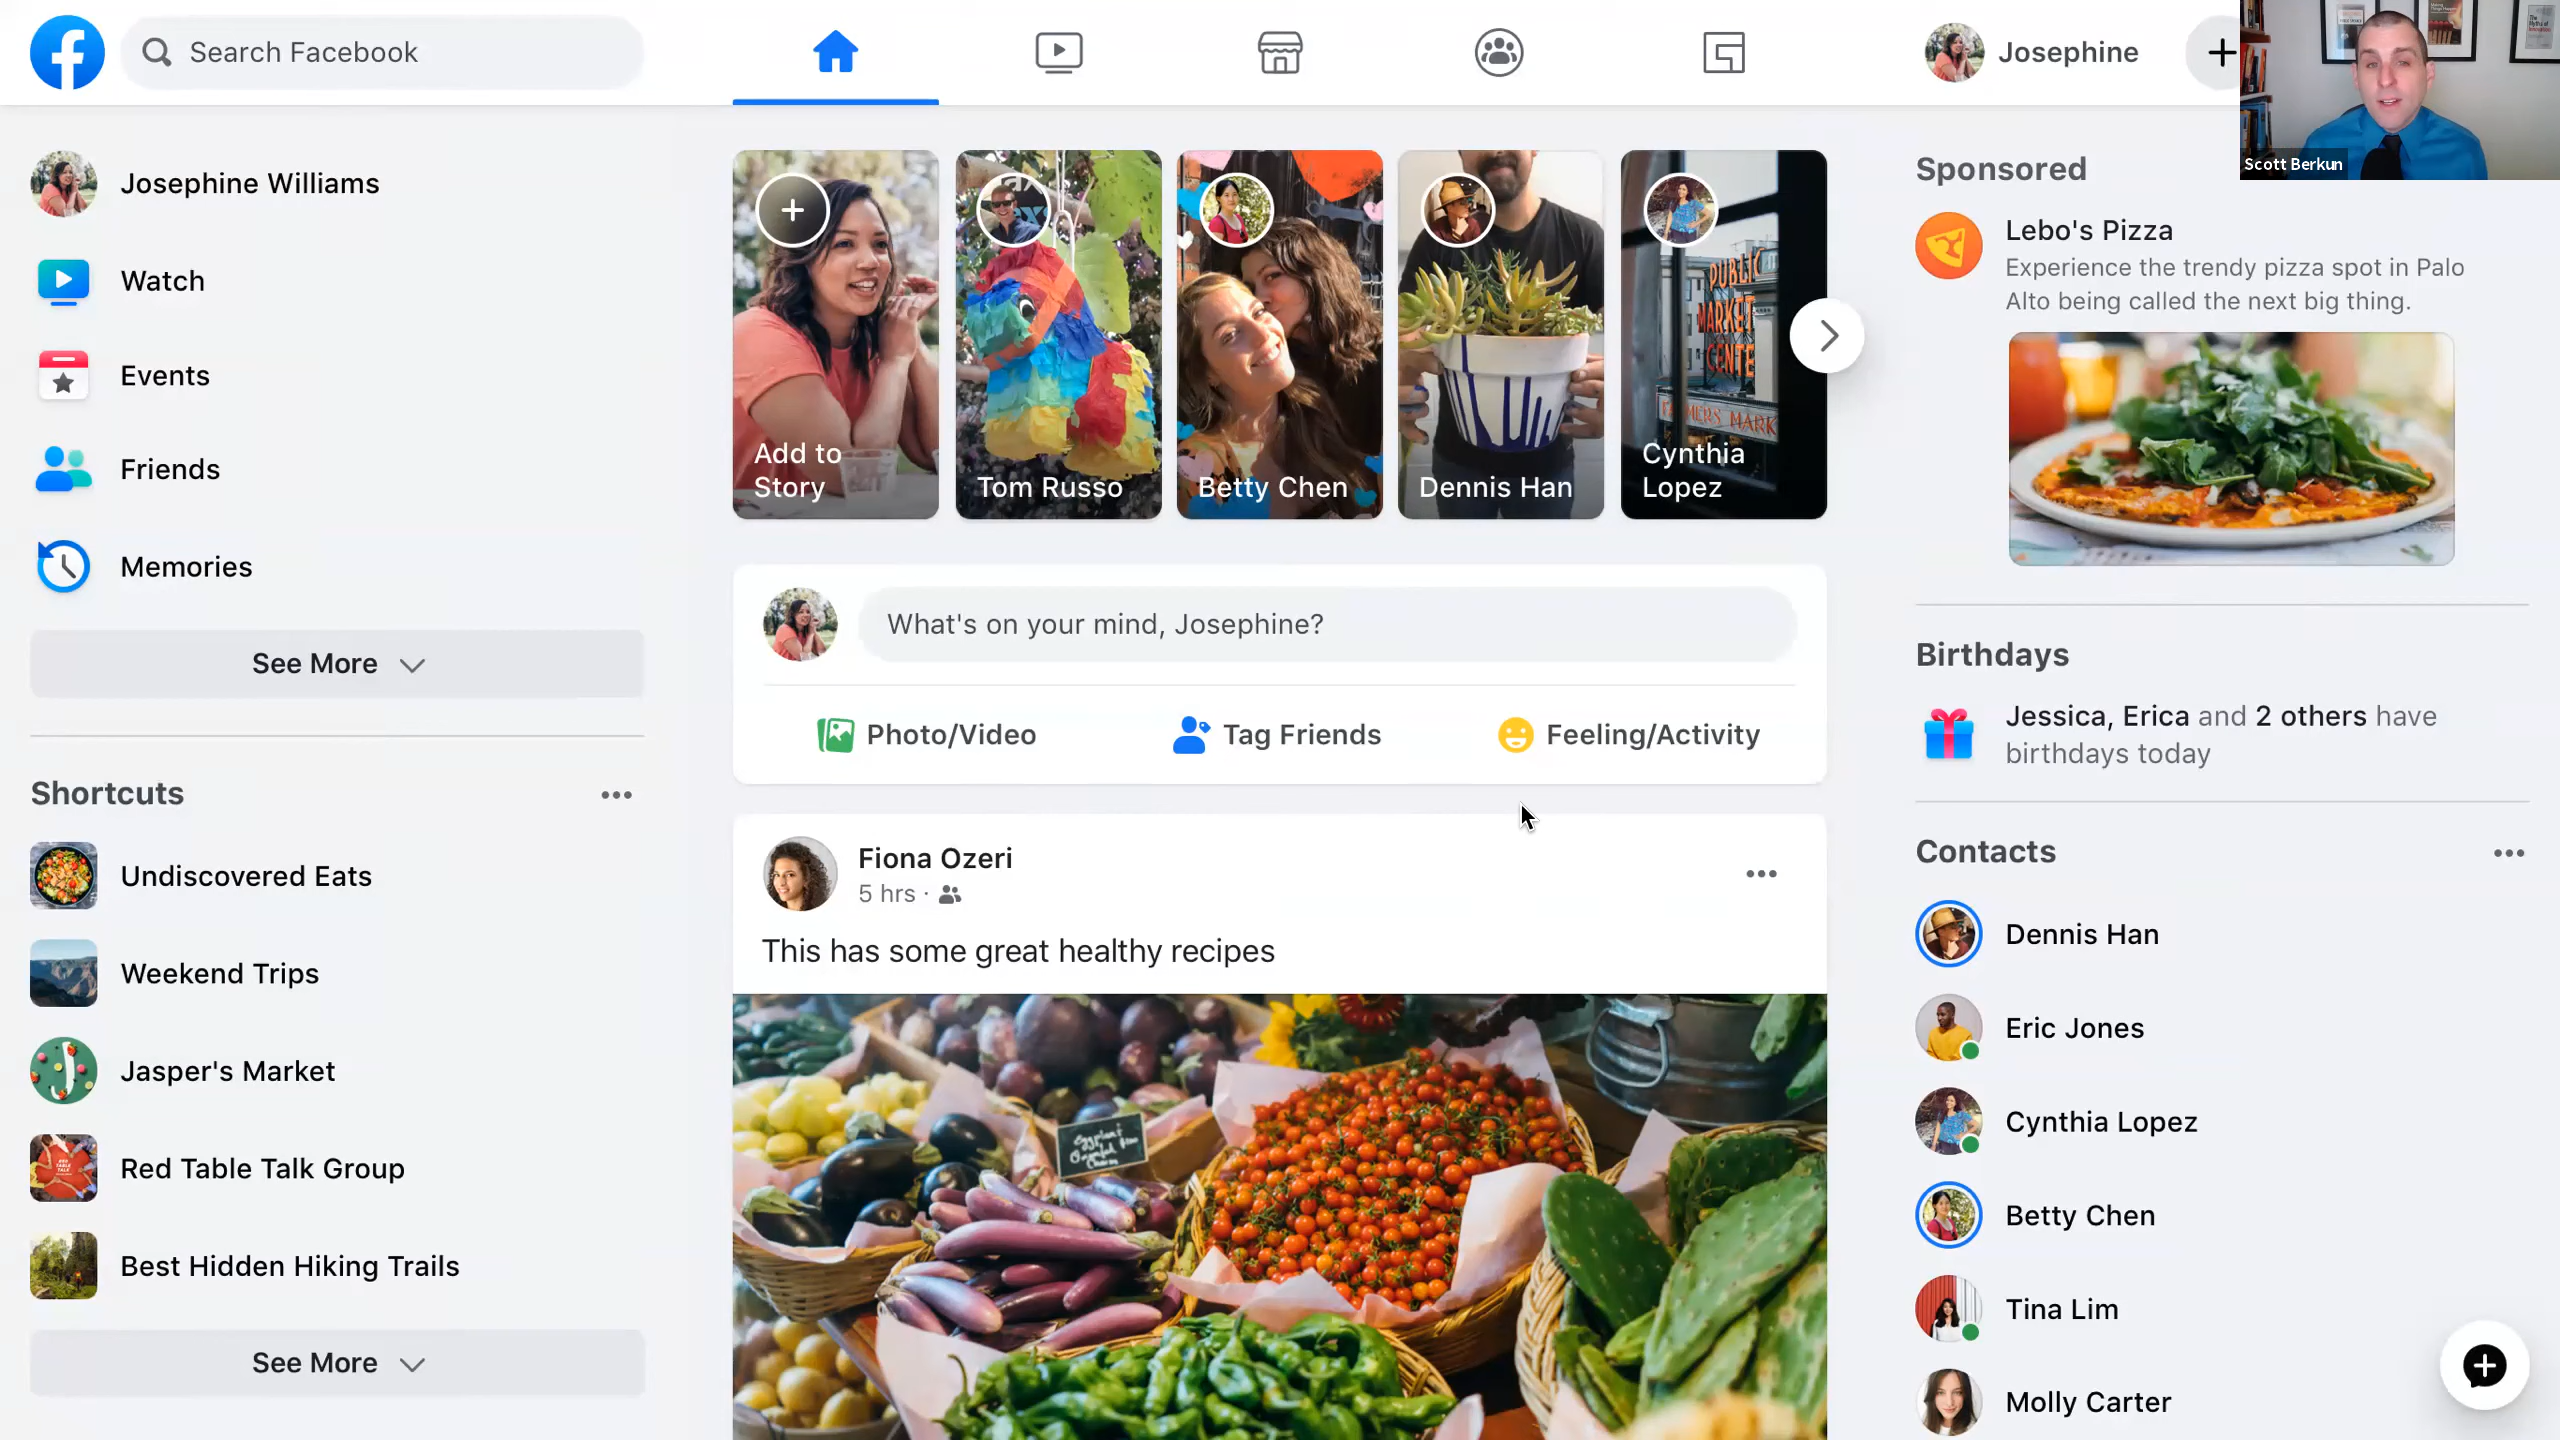 Search Facebook
Josephine
Scott Berkun
Josephine Williams
Watch
Events
Friends
Memories
See More
Shortcuts
Undiscovered Eats
Weekend Trips
Jasper's Market
Red Table Talk Group
Best Hidden Hiking Trails
See More
Add to
Story
Tom Russo
Betty Chen
Dennis Han
PUBLIC
MARKET
CENTE
Cynthia
Lopez
What's on your mind, Josephine?
Photo/Video
Tag Friends
Feeling/Activity
Fiona Ozeri
5 hrs ·
This has some great healthy recipes
Sponsored
Lebo's Pizza
Experience the trendy pizza spot in Palo
Alto being called the next big thing.
Birthdays
Jessica, Erica and 2 others have
birthdays today
Contacts
Dennis Han
Eric Jones
Cynthia Lopez
Betty Chen
Tina Lim
Molly Carter